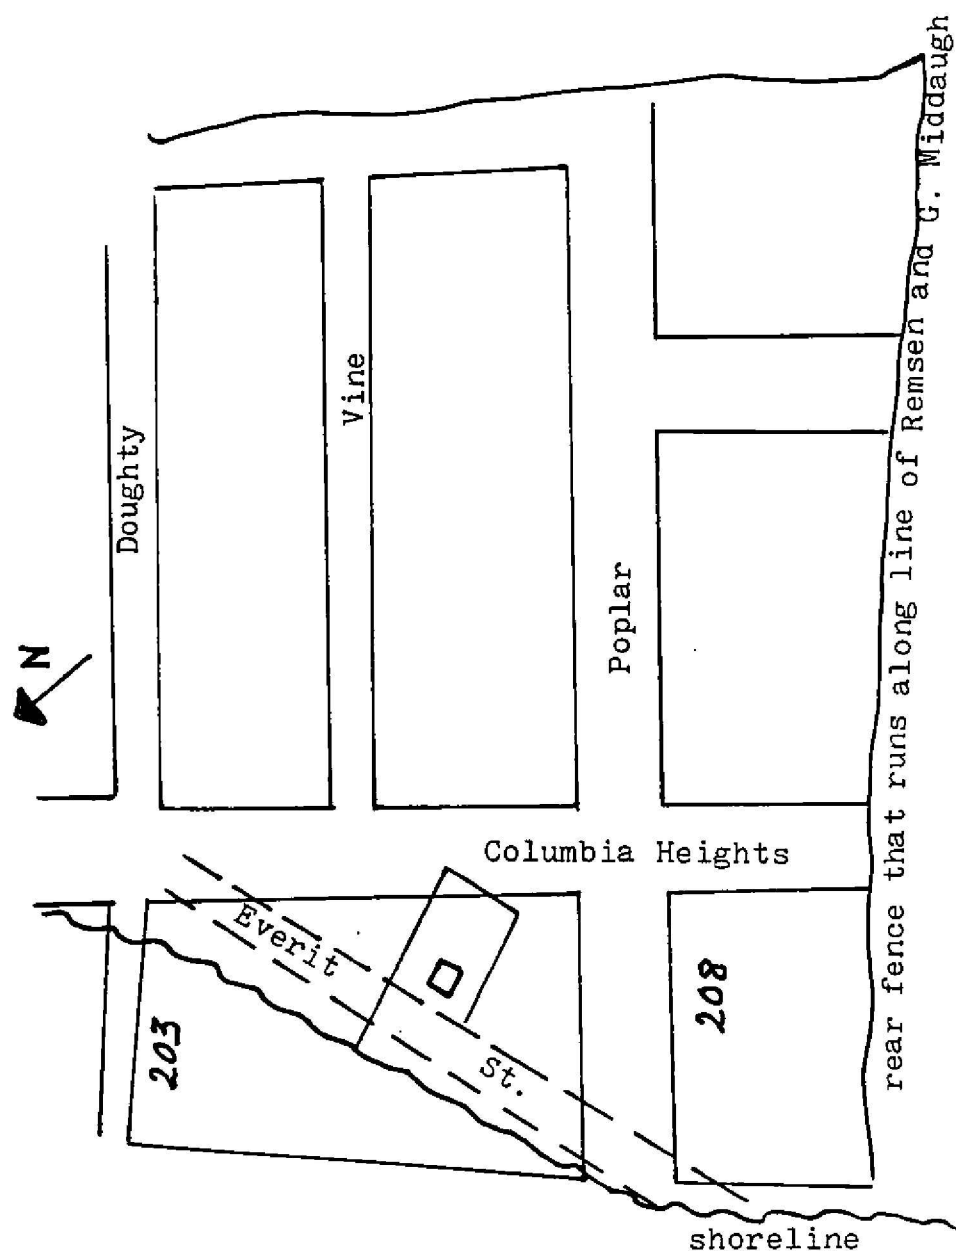 N
Doughty
Vine
Poplar
Columbia Heights
Everit
St.
203
208
rear fence that runs along line of Remsen and G. Middaugh
shoreline